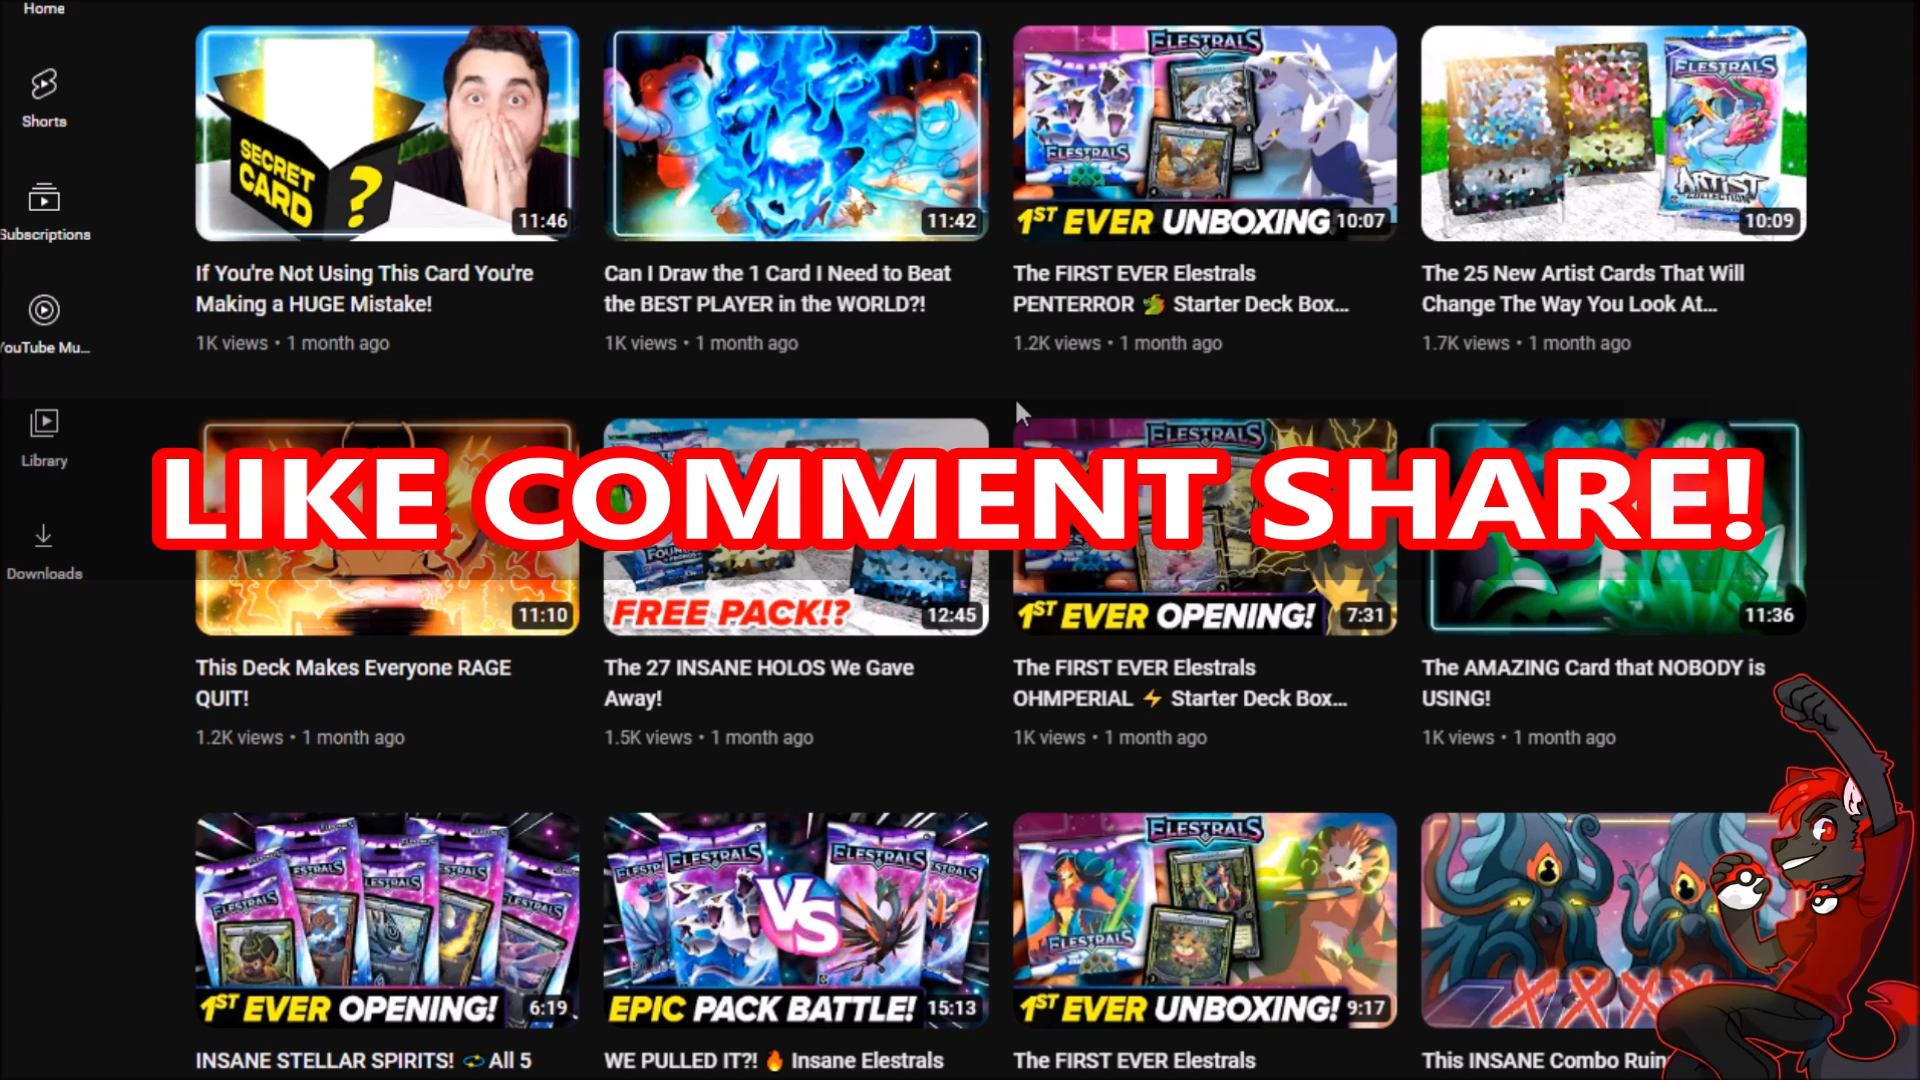 Home
Shorts
Subscriptions
YouTube Mu...
Library
Downloads
SECRET
CARD
?
11:46
11:42
ELESTRALS
ELESTRALS
1ST EVER UNBOXING
10:07
ELESTRALS
ARTIST
COLLECTION
10:09
If You're Not Using This Card You're
Making a HUGE Mistake!
1K views • 1 month ago
Can I Draw the 1 Card I Need to Beat
the BEST PLAYER in the WORLD?!
1K views • 1 month ago
The FIRST EVER Elestrals
PENTERROR 🐲 Starter Deck Box...
1.2K views • 1 month ago
The 25 New Artist Cards That Will
Change The Way You Look At...
1.7K views • 1 month ago
LIKE COMMENT SHARE!
11:10
FREE PACK!?
12:45
ELESTRALS
1ST EVER OPENING!
7:31
11:36
This Deck Makes Everyone RAGE
QUIT!
1.2K views • 1 month ago
The 27 INSANE HOLOS We Gave
Away!
1.5K views • 1 month ago
The FIRST EVER Elestrals
OHMPERIAL ⚡ Starter Deck Box...
1K views • 1 month ago
The AMAZING Card that NOBODY is
USING!
1K views • 1 month ago
ELESTRALS
ELESTRALS
1ST EVER OPENING!
6:19
ELESTRALS
ELESTRALS
VS
EPIC PACK BATTLE!
15:13
ELESTRALS
ELESTRALS
1ST EVER UNBOXING!
9:17
XXXX
INSANE STELLAR SPIRITS! 💫 All 5
WE PULLED IT?! 🔥 Insane Elestrals
The FIRST EVER Elestrals
This INSANE Combo Ruin